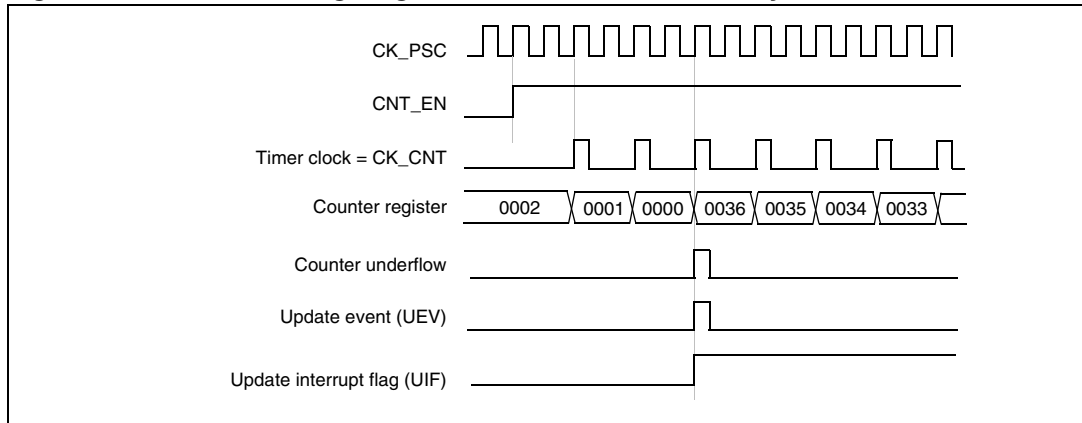 CK_PSC
CNT_EN
Timer clock = CK_CNT
Counter register 0002 0001 0000 0036 0035 0034 0033
Counter underflow
Update event (UEV)
Update interrupt flag (UIF)